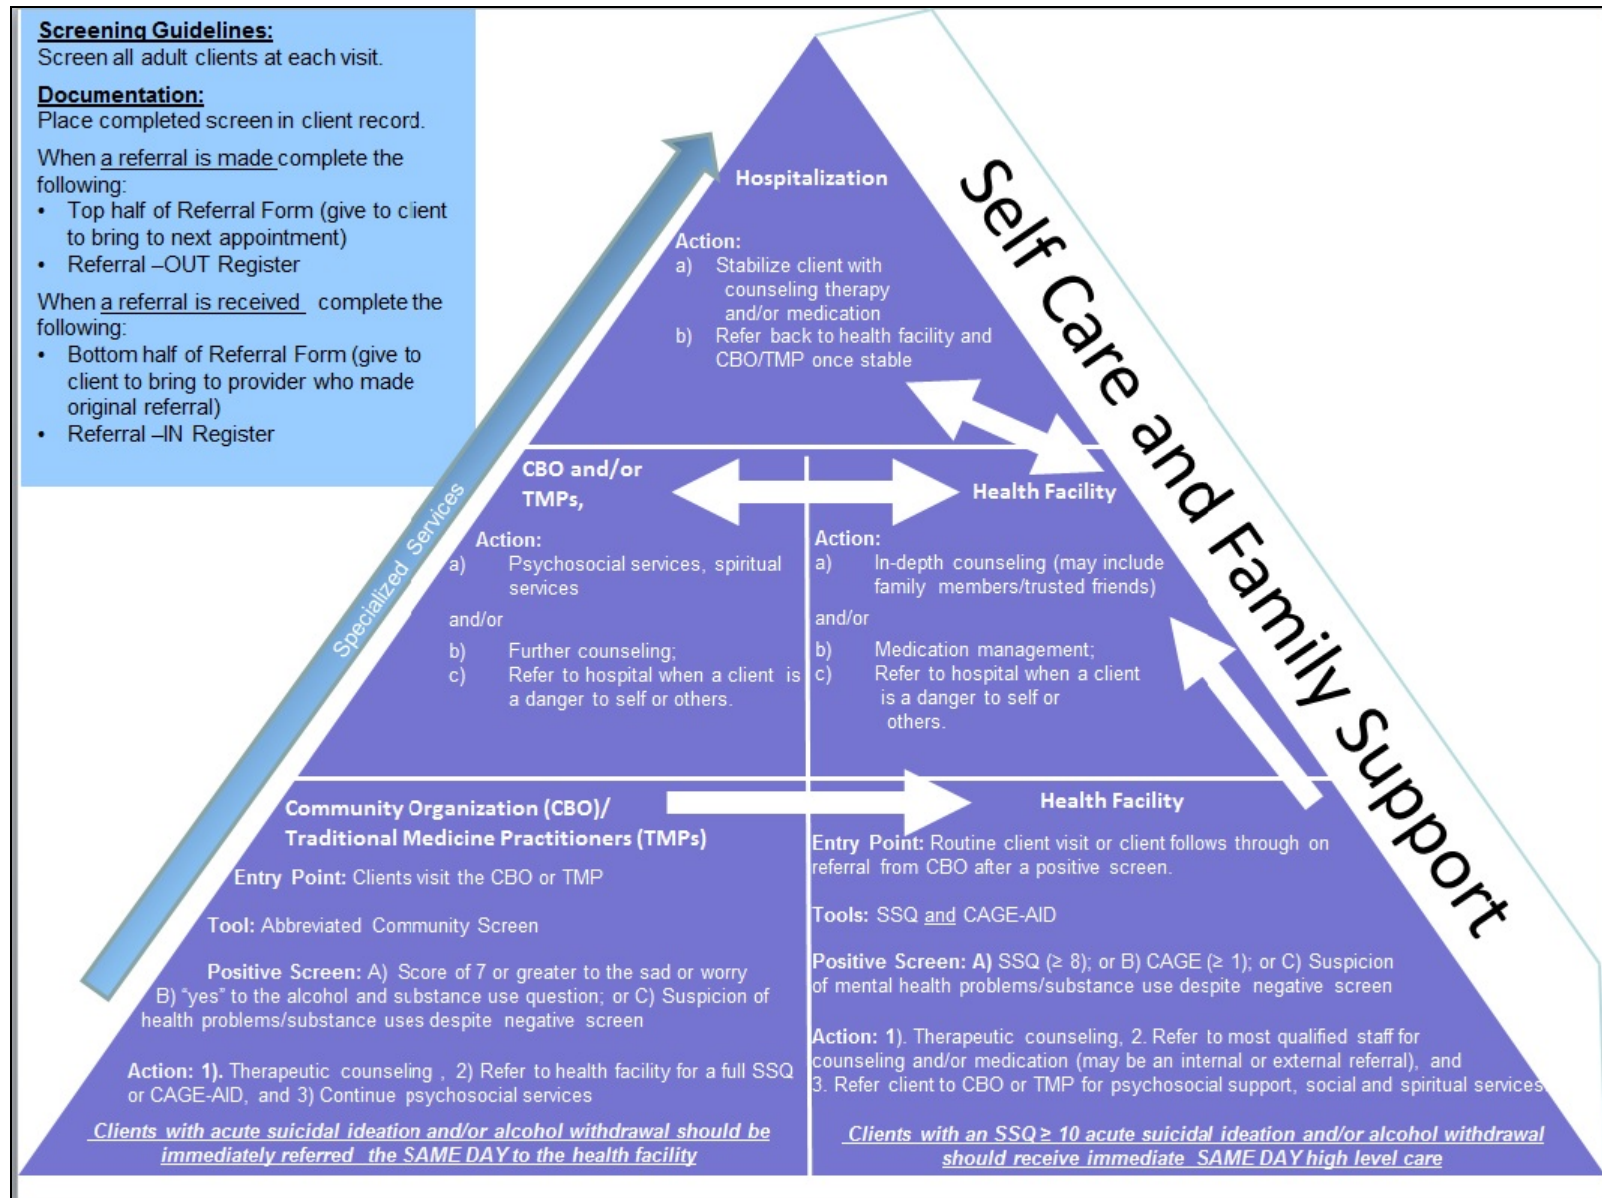 Screening Guidelines:
Screen all adult clients at each visit.
Documentation:
Place completed screen in client record.
When a referral is made complete the
following:
• Top half of Referral Form (give to client
to bring to next appointment)
• Referral –OUT Register
When a referral is received complete the
following:
• Bottom half of Referral Form (give to
client to bring to provider who made
original referral)
• Referral –IN Register
Specialized Services
Self Care and Family Support
Hospitalization
Action:
a) Stabilize client with
counseling therapy
and/or medication
b) Refer back to health facility and
CBO/TMP once stable
CBO and/or
TMPs,
Action:
a) Psychosocial services, spiritual
services
and/or
b) Further counseling;
c) Refer to hospital when a client is
a danger to self or others.
Health Facility
Action:
a) In-depth counseling (may include
family members/trusted friends)
and/or
b) Medication management;
c) Refer to hospital when a client
is a danger to self or
others.
Community Organization (CBO)/
Traditional Medicine Practitioners (TMPs)
Entry Point: Clients visit the CBO or TMP
Tool: Abbreviated Community Screen
Positive Screen: A) Score of 7 or greater to the sad or worry
B) “yes” to the alcohol and substance use question; or C) Suspicion of
health problems/substance uses despite negative screen
Action: 1). Therapeutic counseling , 2) Refer to health facility for a full SSQ
or CAGE-AID, and 3) Continue psychosocial services
Clients with acute suicidal ideation and/or alcohol withdrawal should be
immediately referred the SAME DAY to the health facility
Health Facility
Entry Point: Routine client visit or client follows through on
referral from CBO after a positive screen.
Tools: SSQ and CAGE-AID
Positive Screen: A) SSQ (≥ 8); or B) CAGE (≥ 1); or C) Suspicion
of mental health problems/substance use despite negative screen
Action: 1). Therapeutic counseling, 2. Refer to most qualified staff for
counseling and/or medication (may be an internal or external referral), and
3. Refer client to CBO or TMP for psychosocial support, social and spiritual services
Clients with an SSQ ≥ 10 acute suicidal ideation and/or alcohol withdrawal
should receive immediate SAME DAY high level care